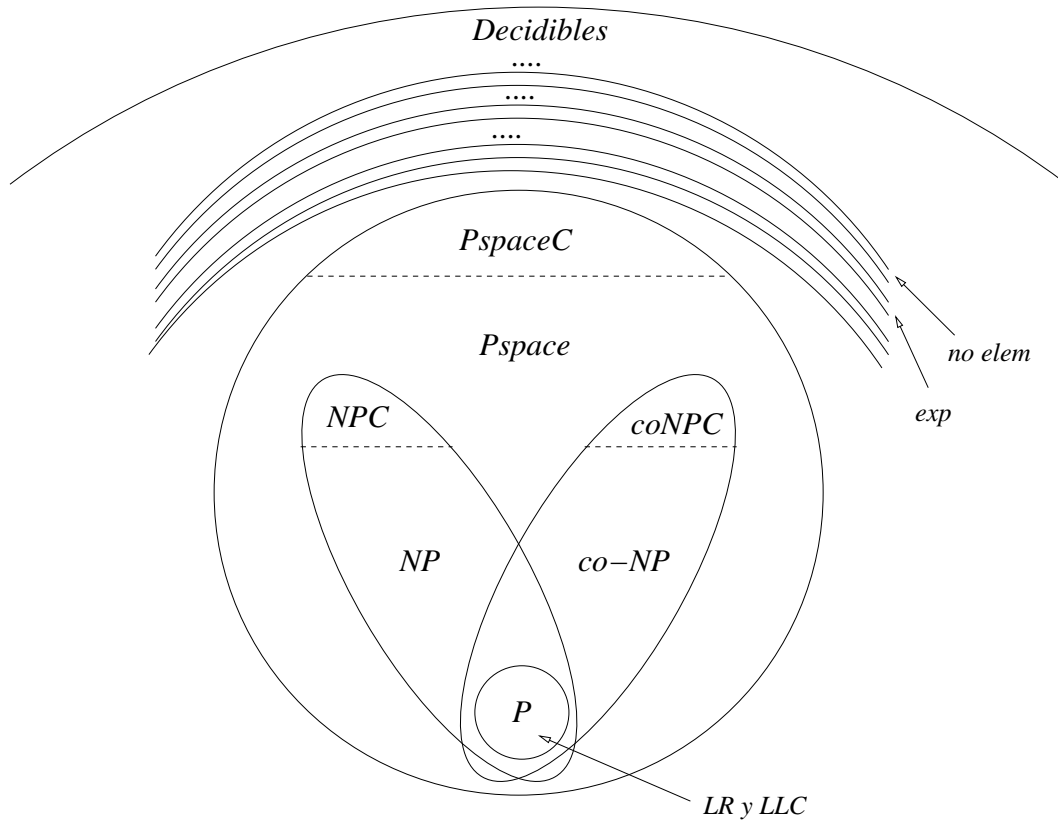 Decidibles
....
....
....
PspaceC
Pspace
no elem
exp
NPC
coNPC
NP
co-NP
P
LR y LLC